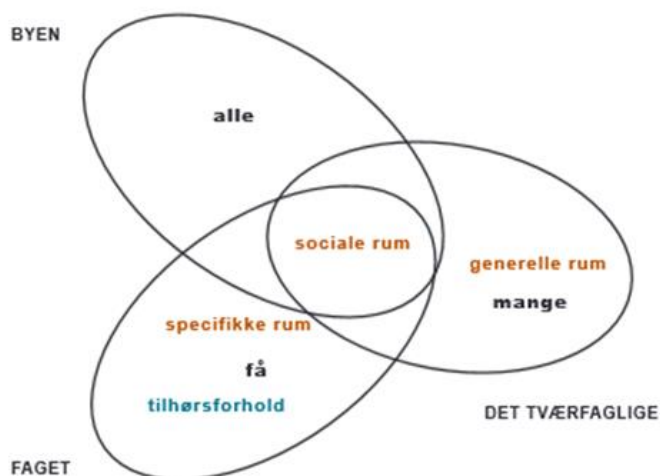 BYEN
alle
sociale rum
generelle rum
mange
specifikke rum
få
tilhørsforhold
DET TVÆRFAGLIGE
FAGET